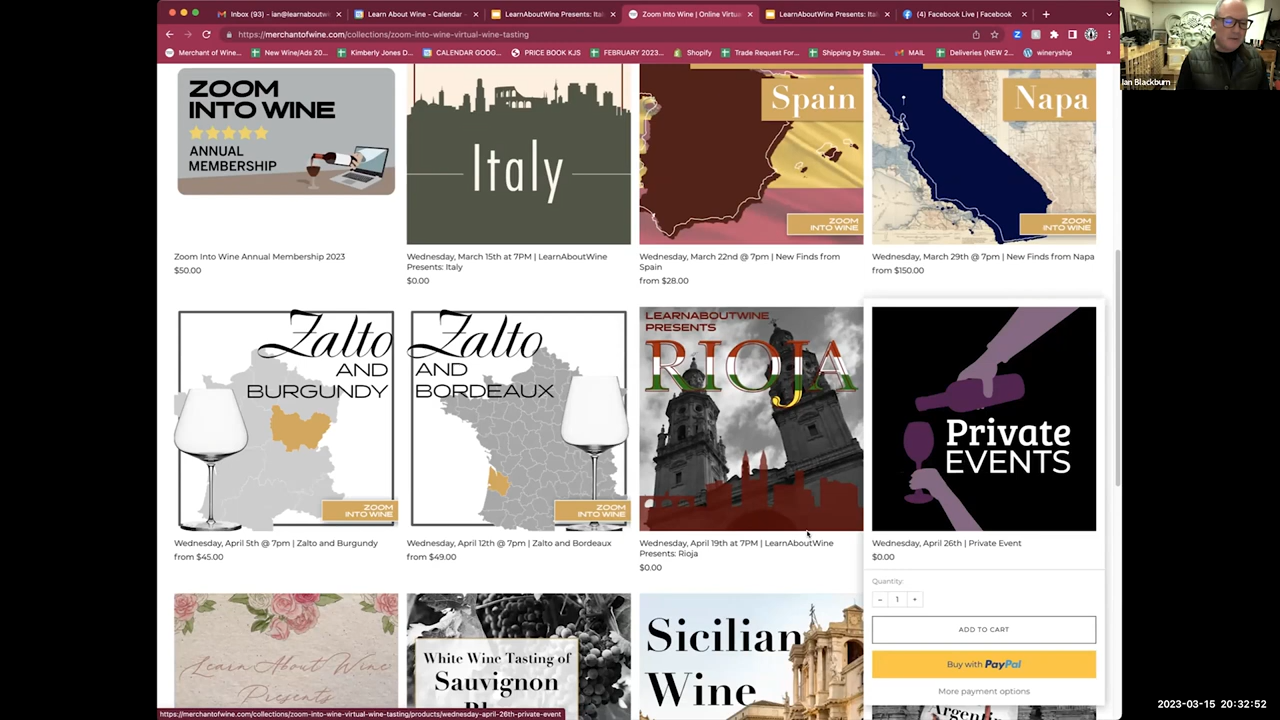 Inbox (93) - ian@learnaboutw
Learn About Wine - Calendar
LearnAboutWine Presents: Ital
Zoom Into Wine | Online Virtua
LearnAboutWine Presents: Ital
(4) Facebook Live | Facebook
https://merchantofwine.com/collections/zoom-into-wine-virtual-wine-tasting
Merchant of Wine...
New Wine/Ads 20...
Kimberly Jones D...
CALENDAR GOOG...
PRICE BOOK KJS
FEBRUARY 2023...
Shopify
Trade Request For...
Shipping by State...
MAIL
Deliveries (NEW 2...
wineryship
Ian Blackburn
ZOOM
INTO WINE
ANNUAL
MEMBERSHIP
Italy
Spain
ZOOM
INTO WINE
Napa
ZOOM
INTO WINE
Zoom Into Wine Annual Membership 2023
$50.00
Wednesday, March 15th at 7PM | LearnAboutWine
Presents: Italy
$0.00
Wednesday, March 22nd @ 7pm | New Finds from
Spain
from $28.00
Wednesday, March 29th @ 7pm | New Finds from Napa
from $150.00
Zalto
AND
BURGUNDY
ZOOM
INTO WINE
Zalto
AND
BORDEAUX
ZOOM
INTO WINE
LEARNABOUTWINE
PRESENTS
RIOJA
Private
EVENTS
Wednesday, April 5th @ 7pm | Zalto and Burgundy
from $45.00
Wednesday, April 12th @ 7pm | Zalto and Bordeaux
from $49.00
Wednesday, April 19th at 7PM | LearnAboutWine
Presents: Rioja
$0.00
Wednesday, April 26th | Private Event
$0.00
Quantity:
- 1 +
ADD TO CART
Buy with PayPal
More payment options
Learn About Wine
Presents
White Wine Tasting of
Sauvignon
Sicilian
Wine
https://merchantofwine.com/collections/zoom-into-wine-virtual-wine-tasting/products/wednesday-april-26th-private-event
2023-03-15 20:32:52